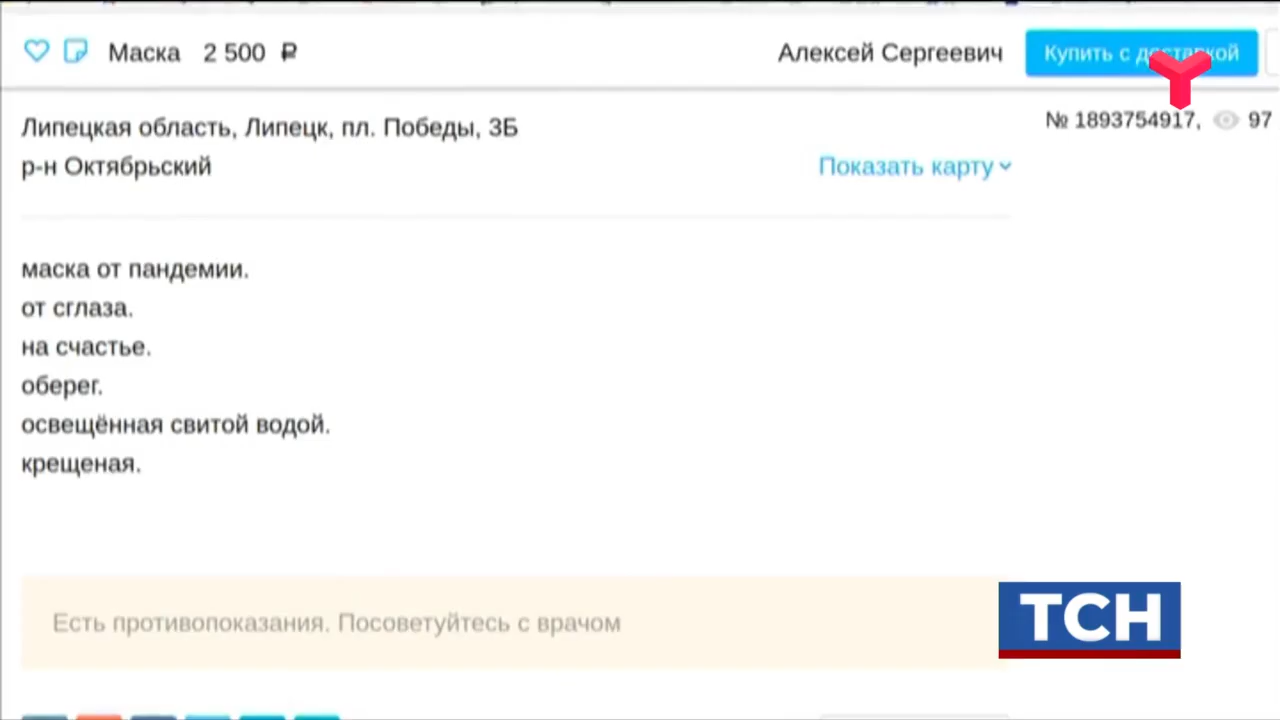 Маска 2 500 ₽ Алексей Сергеевич Купить с доставкой
Липецкая область, Липецк, пл. Победы, 3Б
№ 1893754917, 97
р-н Октябрьский Показать карту
маска от пандемии.
от сглаза.
на счастье.
оберег.
освещённая свитой водой.
крещеная.
Есть противопоказания. Посоветуйтесь с врачом
ТСН